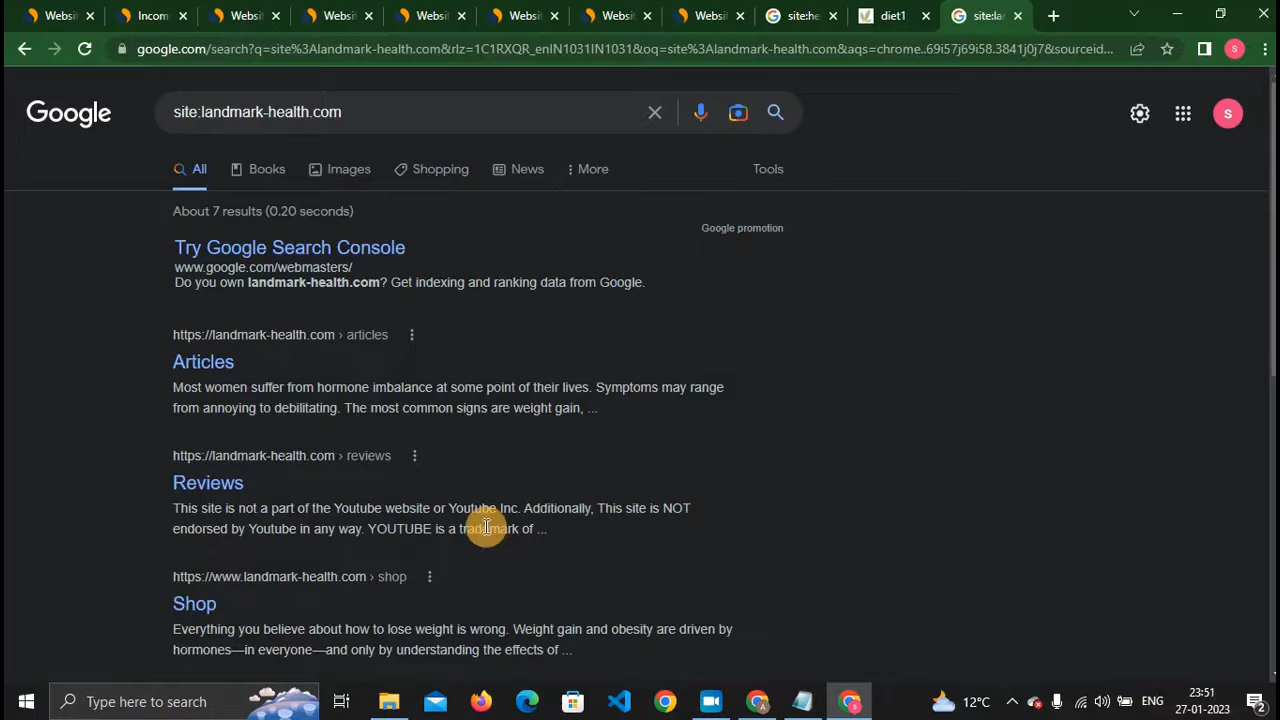 Websit
Incom
Websit
Websit
Websit
Websit
Websit
Websit
site:he
diet1
site:lar
google.com/search?q=site%3Alandmark-health.com&rlz=1C1RXQR_enIN1031IN1031&oq=site%3Alandmark-health.com&aqs=chrome..69i57j69i58.3841j0j7&sourceid...
S
Google
site:landmark-health.com
S
All
Books
Images
Shopping
News
More
Tools
About 7 results (0.20 seconds)
Google promotion
Try Google Search Console
www.google.com/webmasters/
Do you own landmark-health.com? Get indexing and ranking data from Google.
https://landmark-health.com › articles
Articles
Most women suffer from hormone imbalance at some point of their lives. Symptoms may range
from annoying to debilitating. The most common signs are weight gain, ...
https://landmark-health.com › reviews
Reviews
This site is not a part of the Youtube website or Youtube Inc. Additionally, This site is NOT
endorsed by Youtube in any way. YOUTUBE is a trademark of ...
https://www.landmark-health.com › shop
Shop
Everything you believe about how to lose weight is wrong. Weight gain and obesity are driven by
hormones—in everyone—and only by understanding the effects of ...
Type here to search
A
S
12°C
ENG
23:51
27-01-2023
2